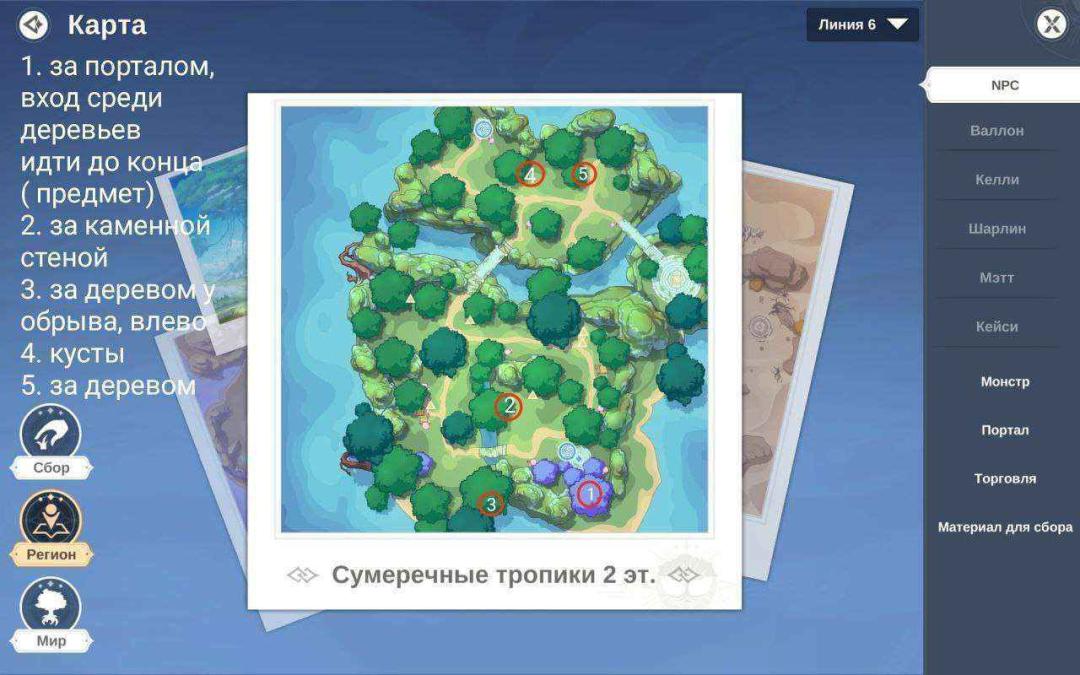 Карта
Линия 6
1. за порталом,
вход среди
деревьев
идти до конца
( предмет)
2. за каменной
стеной
3. за деревом у
обрыва, влево
4. кусты
5. за деревом
Сбор
Регион
Мир
4
5
2
3
1
Сумеречные тропики 2 эт.
NPC
Валлон
Келли
Шарлин
Мэтт
Кейси
Монстр
Портал
Торговля
Материал для сбора